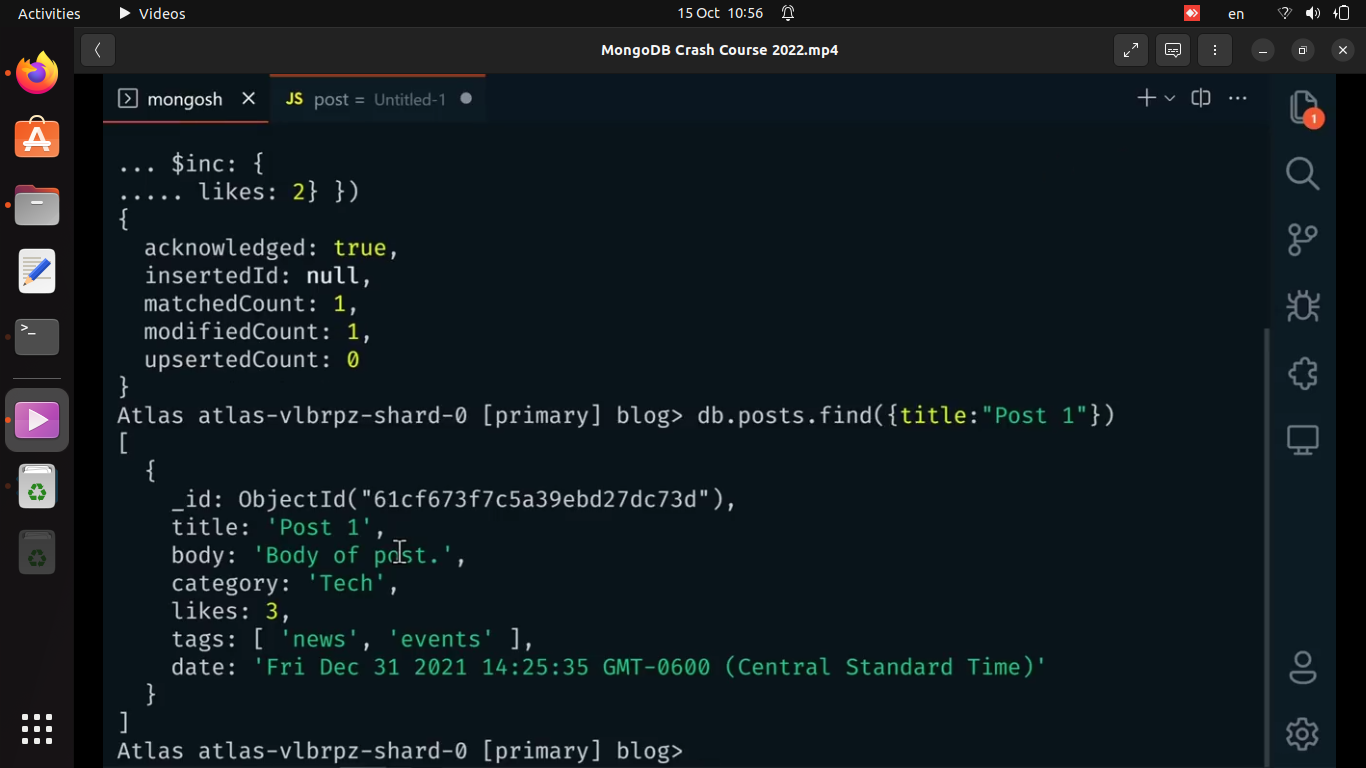 Activities
Videos
15 Oct 10:56
en
MongoDB Crash Course 2022.mp4
mongosh
JS post = Untitled-1
1
... $inc: {
..... likes: 2} })
{
acknowledged: true,
insertedId: null,
matchedCount: 1,
modifiedCount: 1,
upsertedCount: 0
}
Atlas atlas-vlbrpz-shard-0 [primary] blog> db.posts.find({title:"Post 1"})
[
{
_id: ObjectId("61cf673f7c5a39ebd27dc73d"),
title: 'Post 1',
body: 'Body of post.',
category: 'Tech',
likes: 3,
tags: [ 'news', 'events' ],
date: 'Fri Dec 31 2021 14:25:35 GMT-0600 (Central Standard Time)'
}
]
Atlas atlas-vlbrpz-shard-0 [primary] blog>